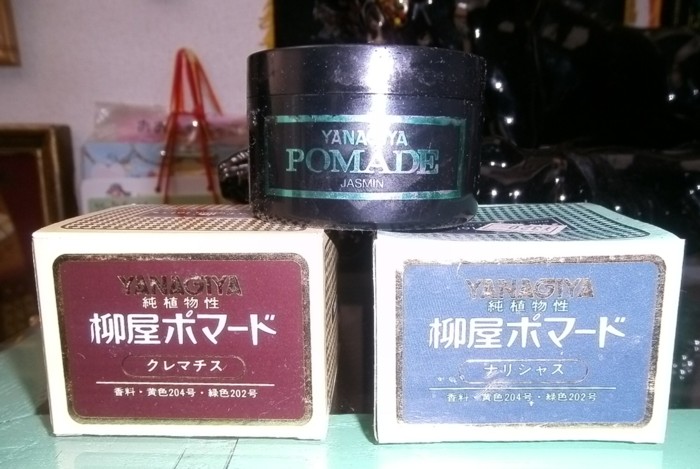 YANAGIYA
POMADE
JASMIN
YANAGIYA
純植物性
柳屋ポマード
クレマチス
香料・黄色204号・緑色202号
YANAGIYA
純植物性
柳屋ポマード
ナリシャス
香料・黄色204号・緑色202号